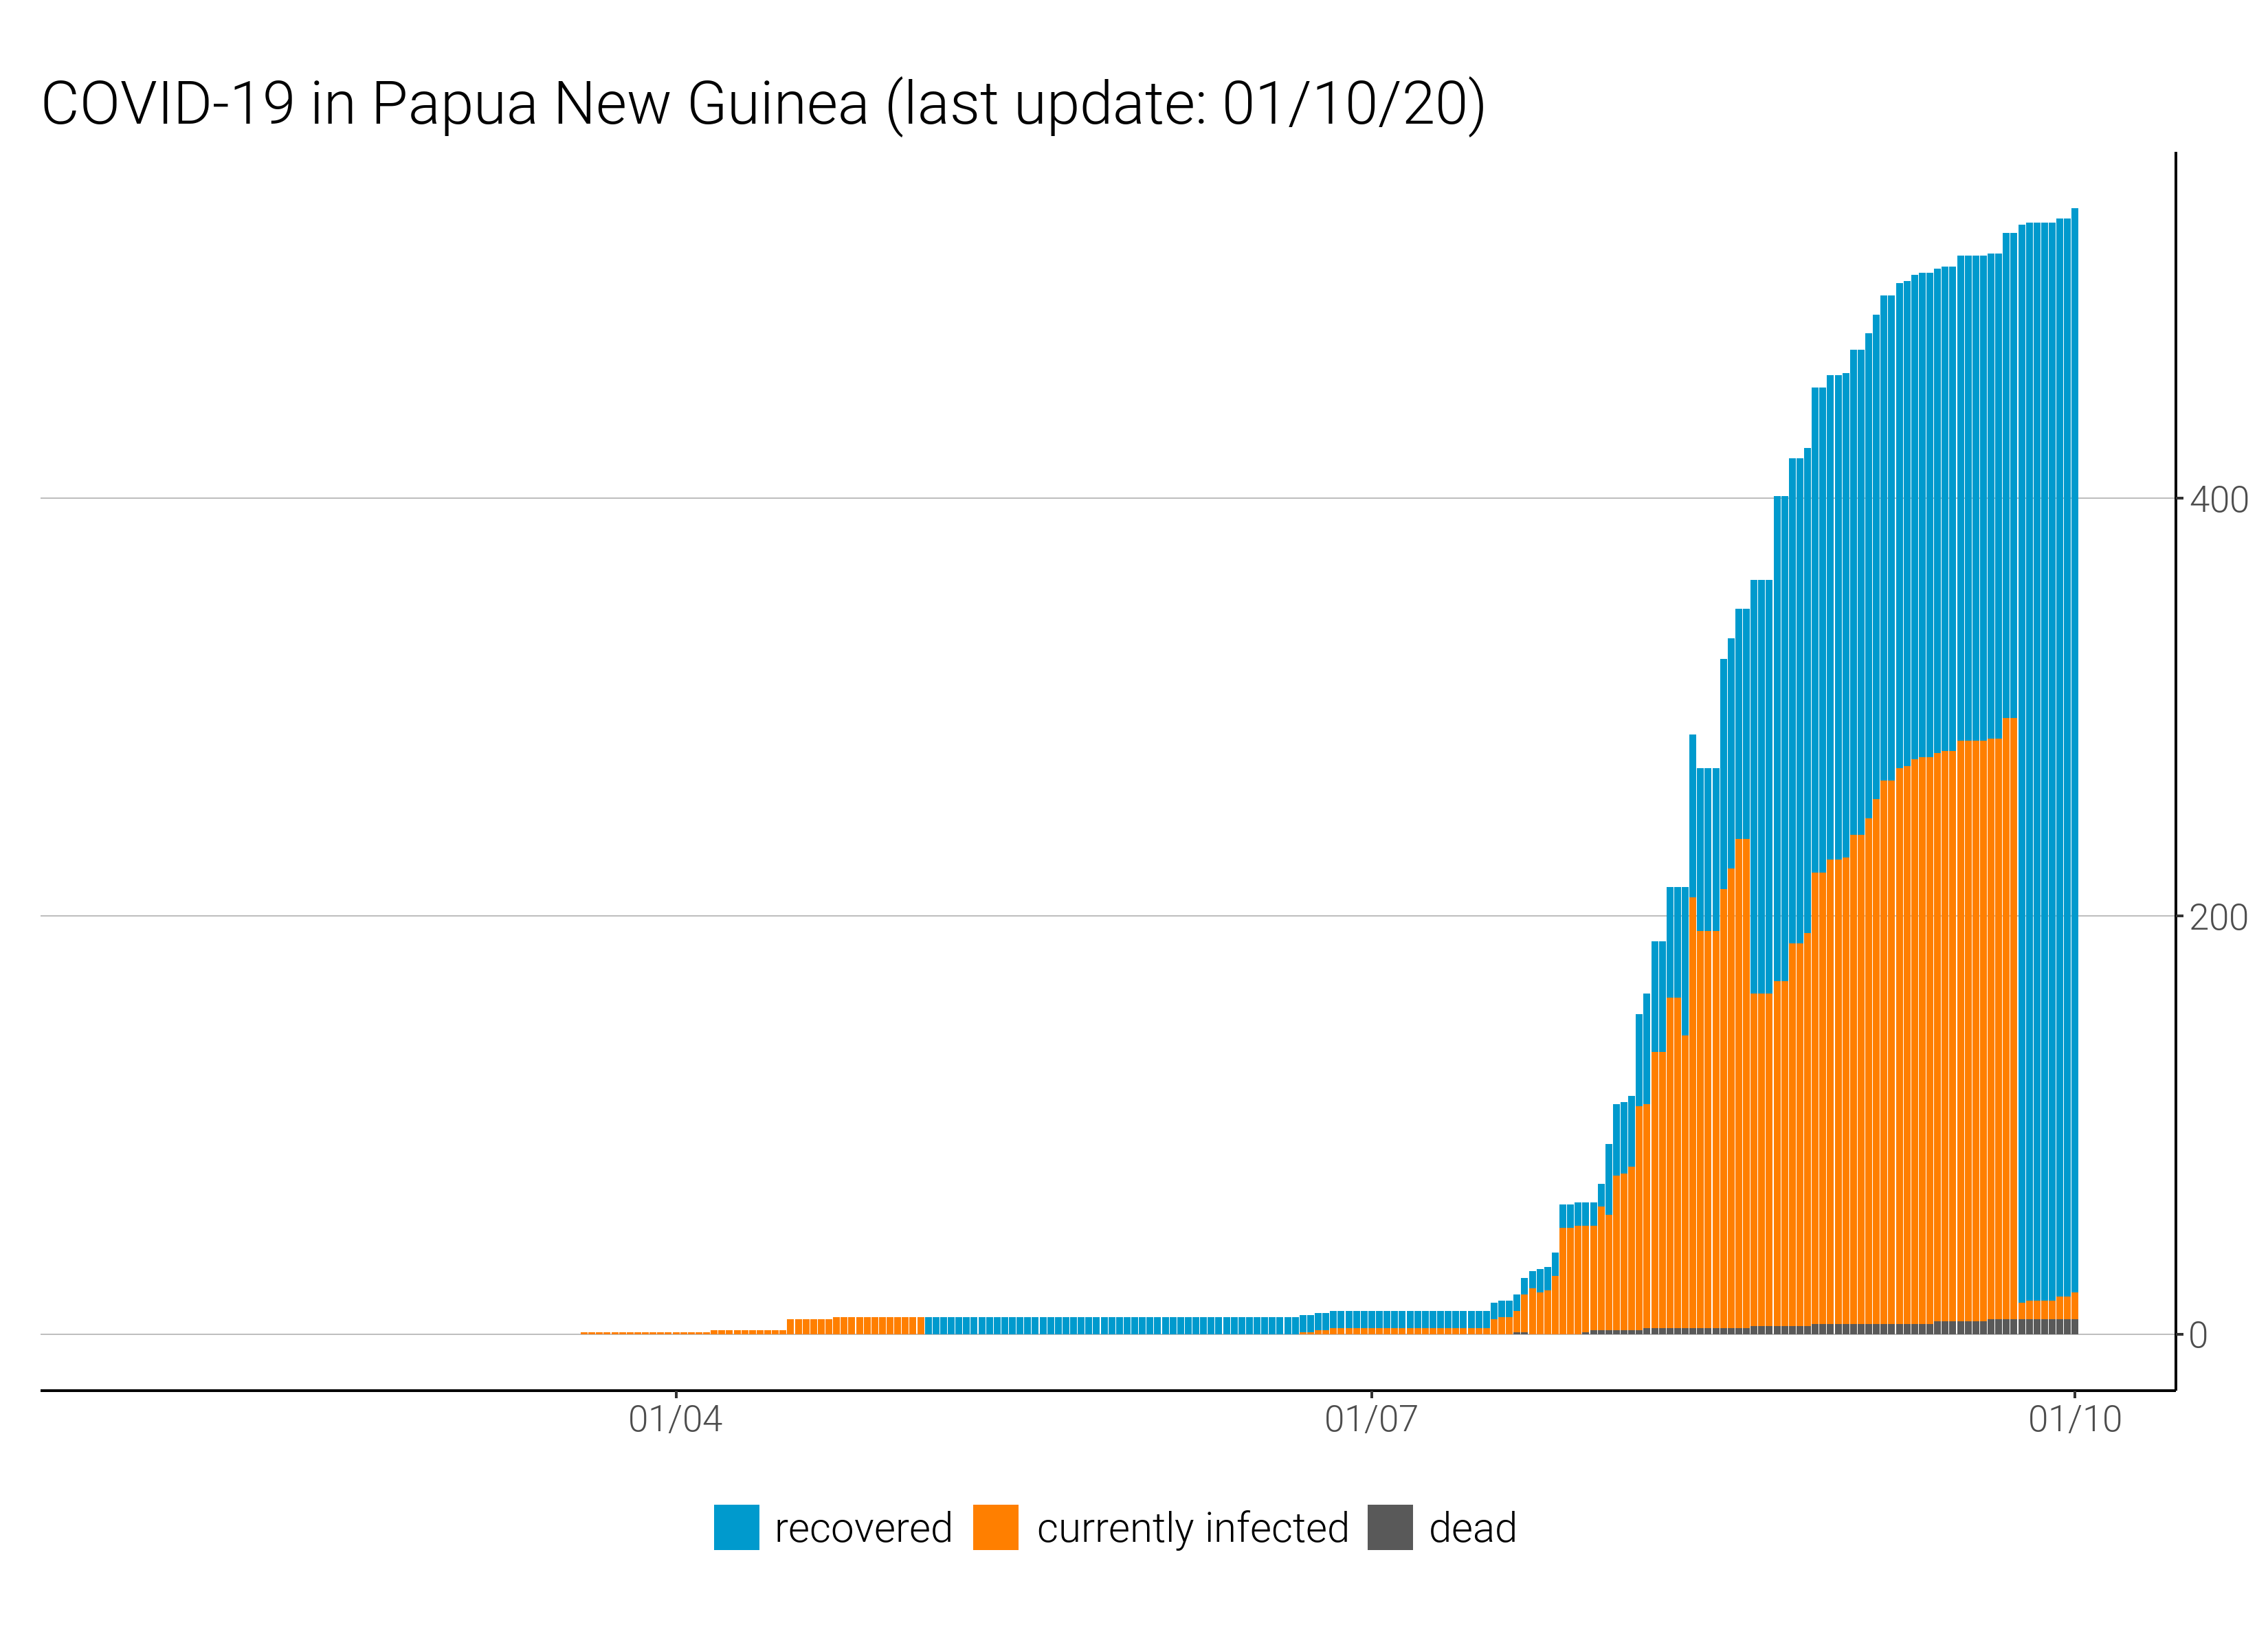 COVID-19 in Papua New Guinea (last update: 01/10/20)
400
200
0
01/04 01/07 01/10
recovered currently infected dead